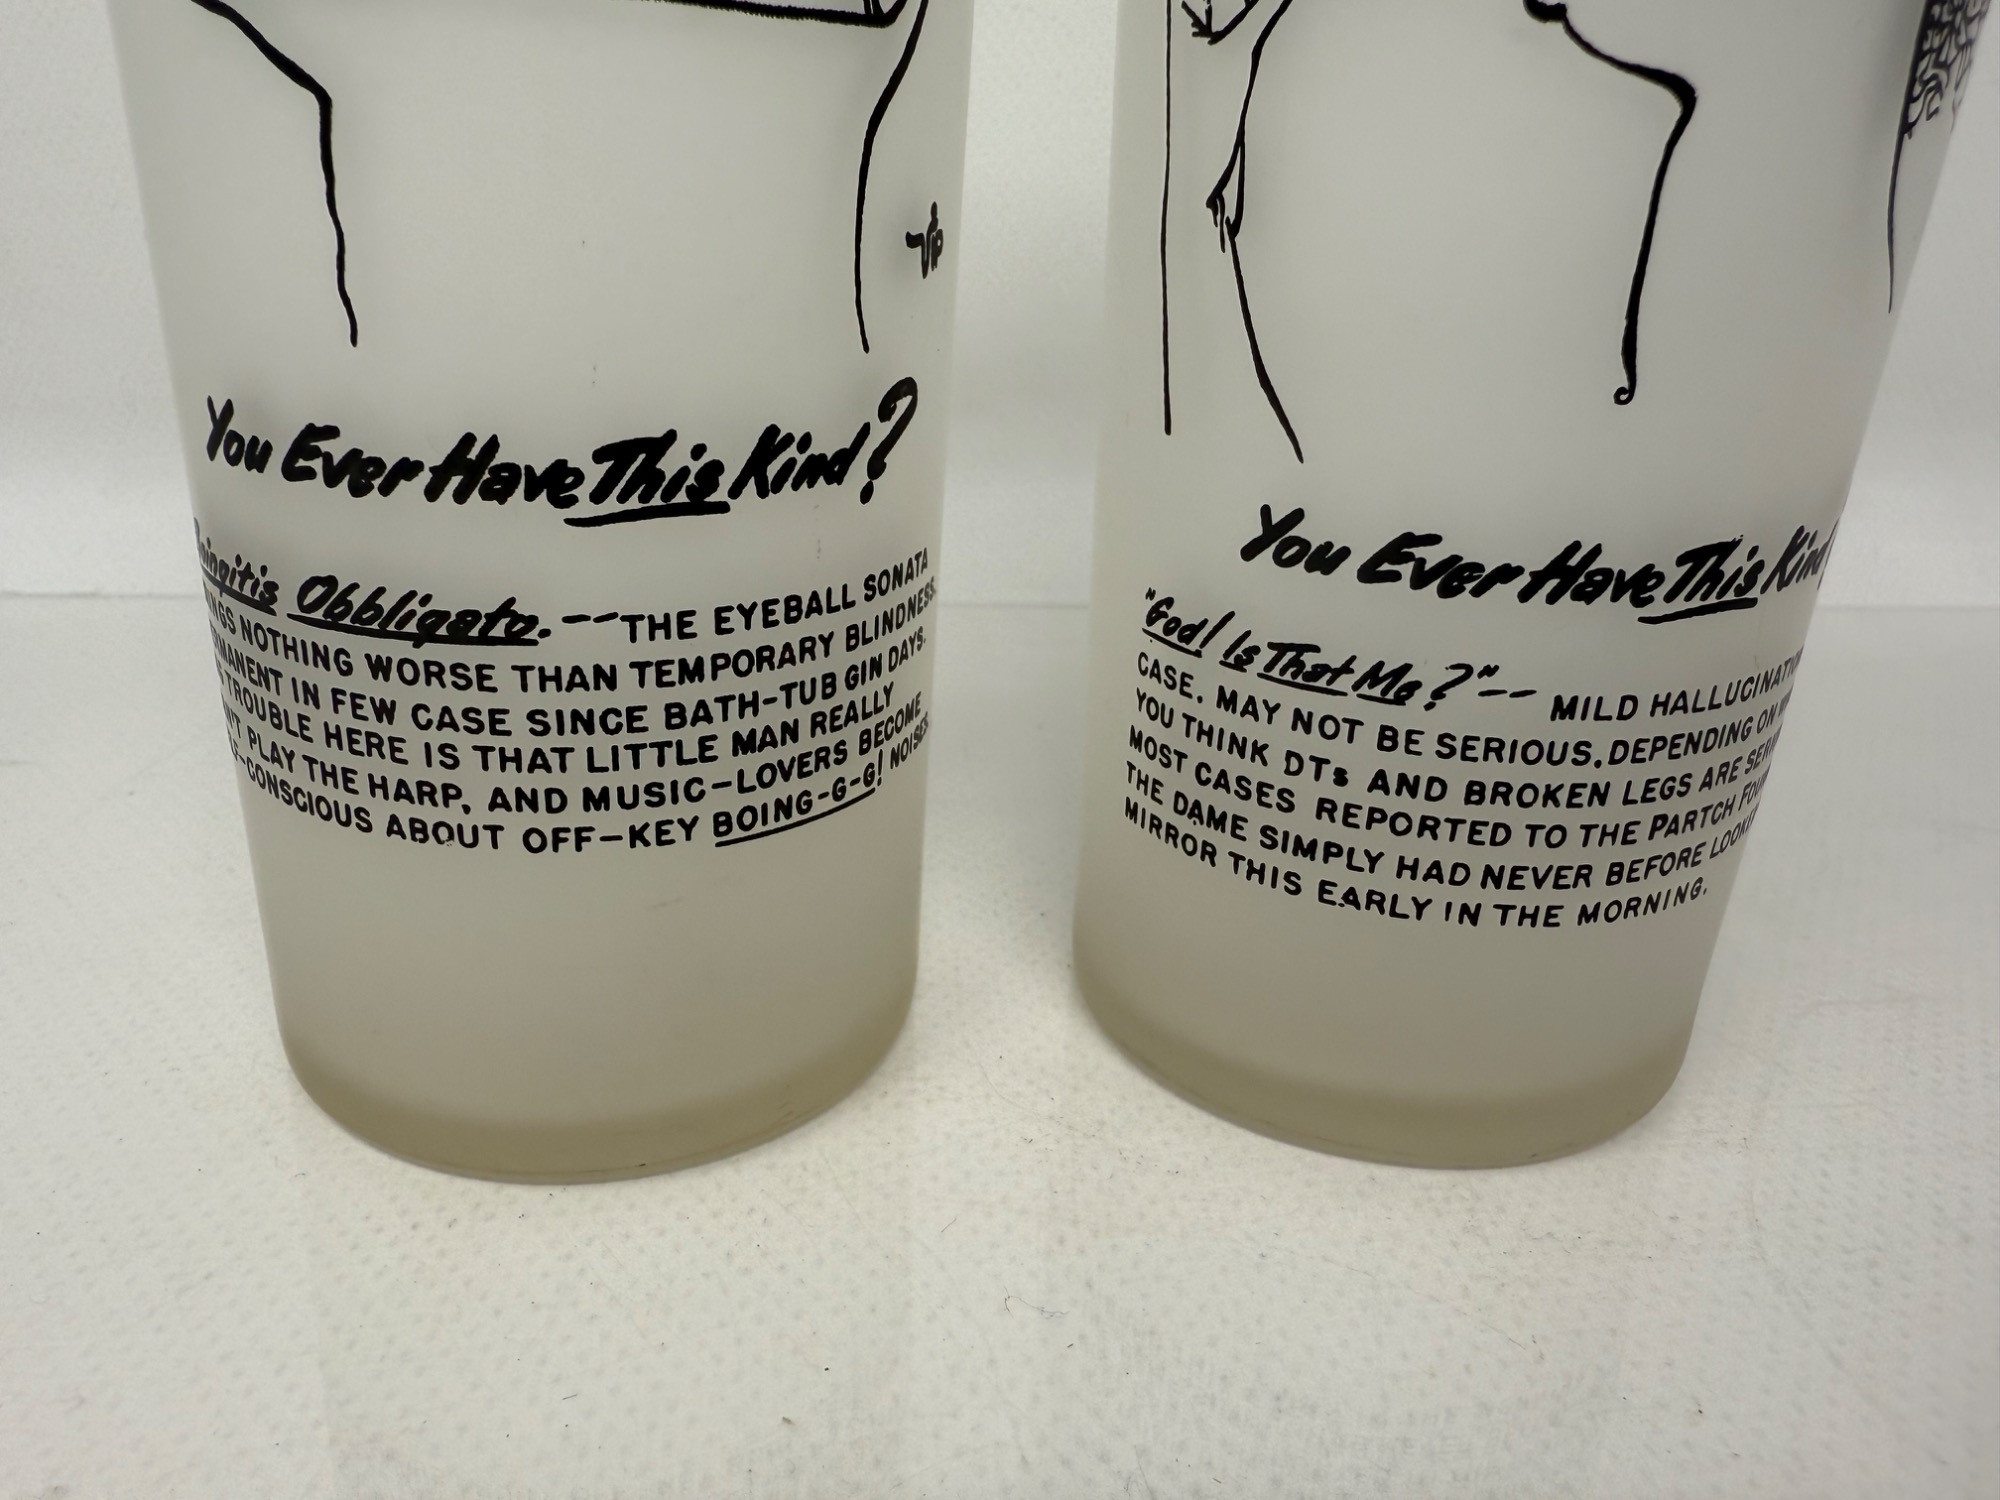 Vip
You Ever Have This Kind?
Boingitis Obbligato. -- THE EYEBALL SONATA
NOTHING WORSE THAN TEMPORARY BLINDNESS.
IN FEW CASE SINCE BATH-TUB GIN DAYS.
TROUBLE HERE IS THAT LITTLE MAN REALLY
PLAY THE HARP, AND MUSIC-LOVERS BECOME
-CONSCIOUS ABOUT OFF-KEY BOING-G-G! NOISES.
You Ever Have This Kind
"God! Is That Me?" -- MILD HALLUCINATION
CASE. MAY NOT BE SERIOUS, DEPENDING ON
YOU THINK DTs AND BROKEN LEGS ARE
MOST CASES REPORTED TO THE PARTCH
THE DAME SIMPLY HAD NEVER BEFORE
MIRROR THIS EARLY IN THE MORNING.